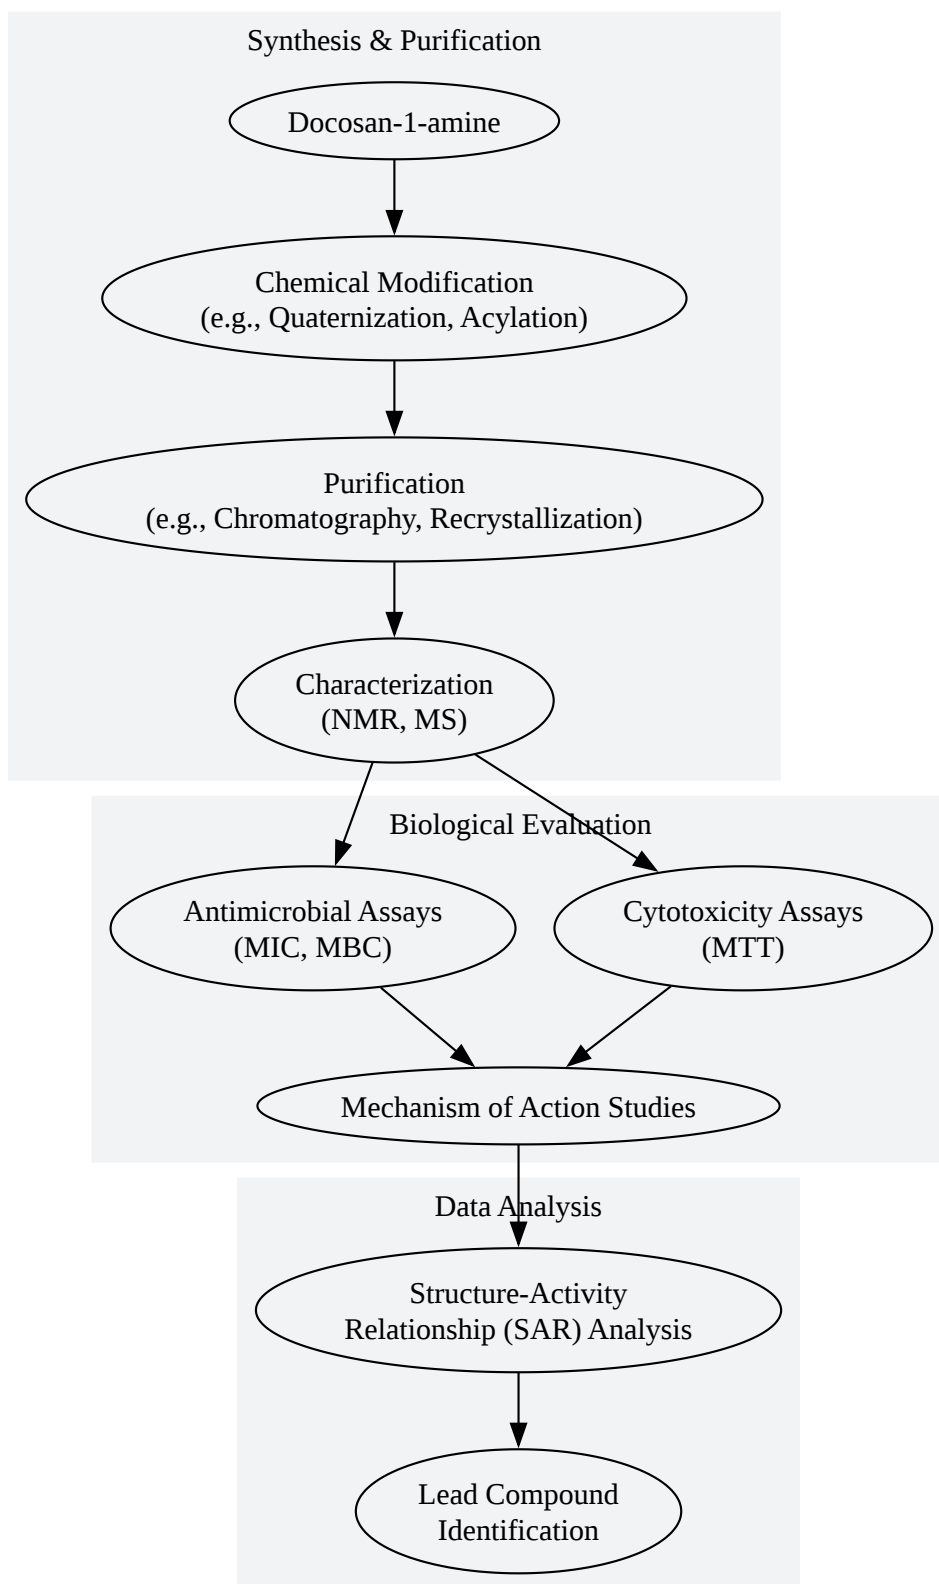 Synthesis & Purification
Docosan-1-amine
Chemical Modification
(e.g., Quaternization, Acylation)
Purification
(e.g., Chromatography, Recrystallization)
Characterization
(NMR, MS)
Biological Evaluation
Antimicrobial Assays
(MIC, MBC)
Cytotoxicity Assays
(MTT)
Mechanism of Action Studies
Data Analysis
Structure-Activity
Relationship (SAR) Analysis
Lead Compound
Identification